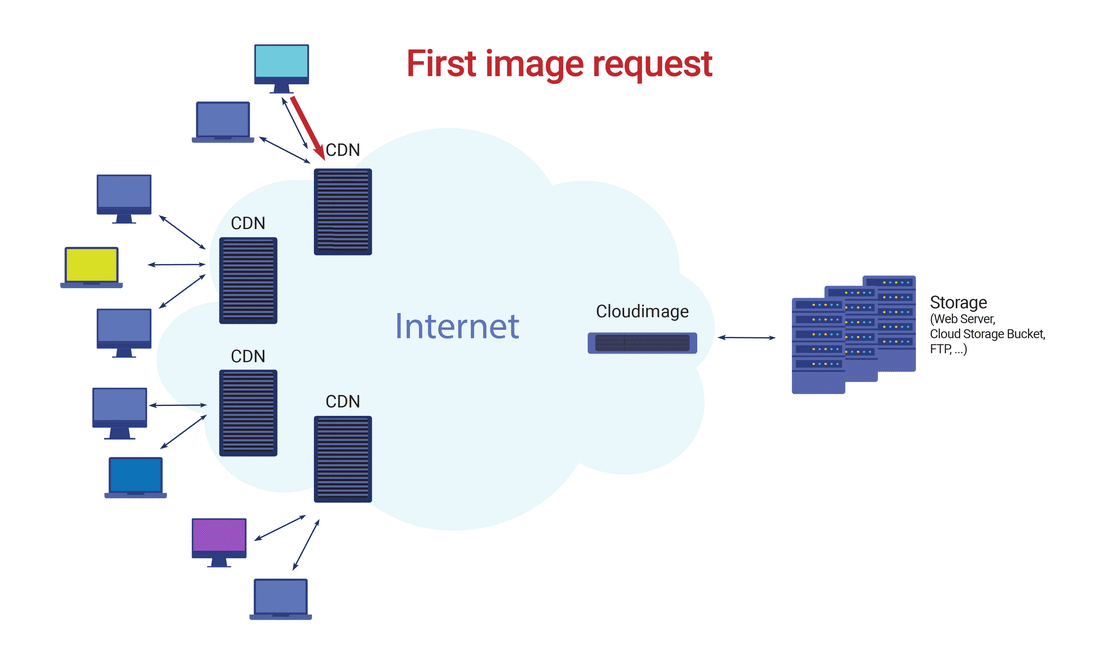 First image request
CDN
CDN
Cloudimage
Storage
(Web Server,
Cloud Storage Bucket,
FTP, ...)
Internet
CDN
CDN